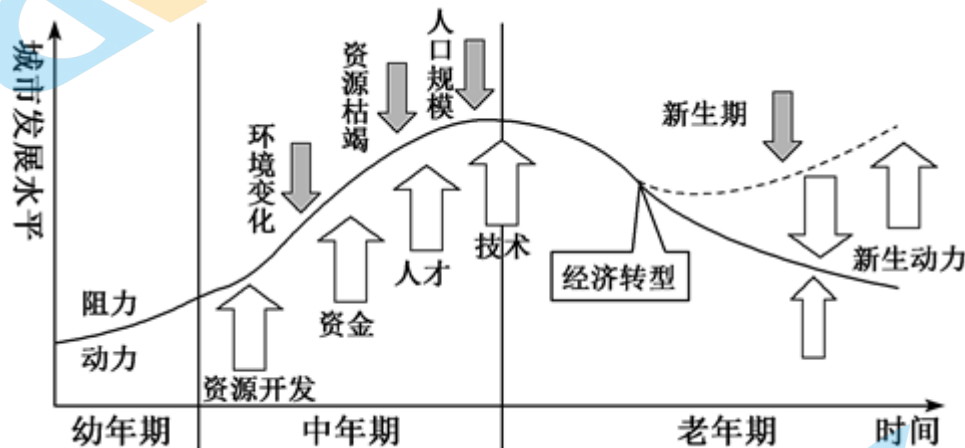 城市发展水平
阻力
动力
环境变化
资源枯竭
人口规模
资源开发
资金
人才
技术
经济转型
新生期
新生动力
幼年期
中年期
老年期
时间